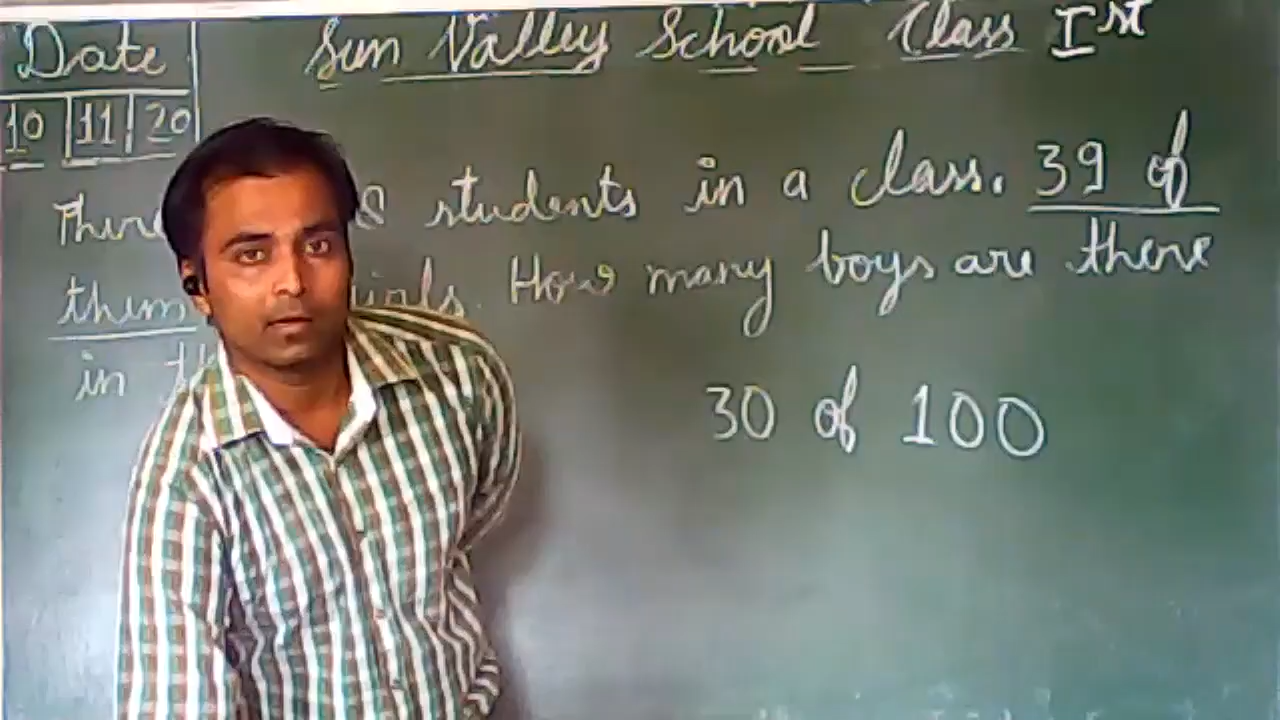 Date
Sun Valley School Class Ist
10 11 20
students in a class. 39 of
them girls. How many boys are there
in
30 of 100